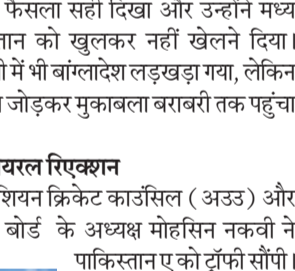 फैसला सही दिखा और उन्होंने मध्य
को खुलकर नहीं खेलने दिया।
में भी बांग्लादेश लड़खड़ा गया, लेकिन
जोड़कर मुकाबला बराबरी तक पहुंचा
यरल रिएक्शन
शियन क्रिकेट काउंसिल (अउउ) और
बोर्ड के अध्यक्ष मोहसिन नकवी ने
पाकिस्तान ए को ट्रॉफी सौंपी।